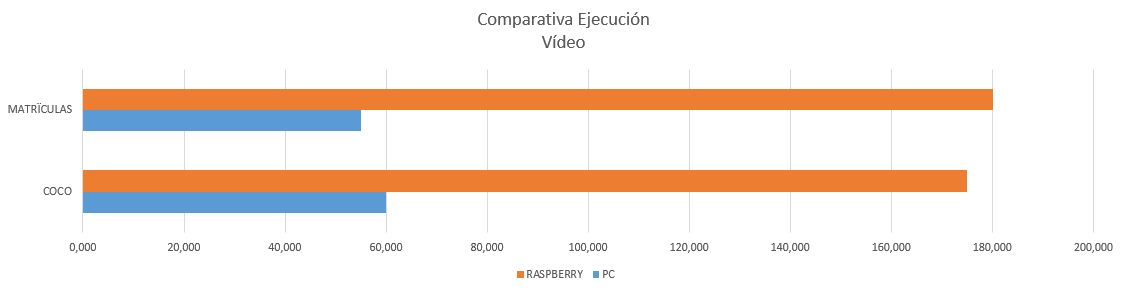 Comparativa Ejecución
Vídeo
MATRÏCULAS
COCO
0,000 20,000 40,000 60,000 80,000 100,000 120,000 140,000 160,000 180,000 200,000
RASPBERRY PC